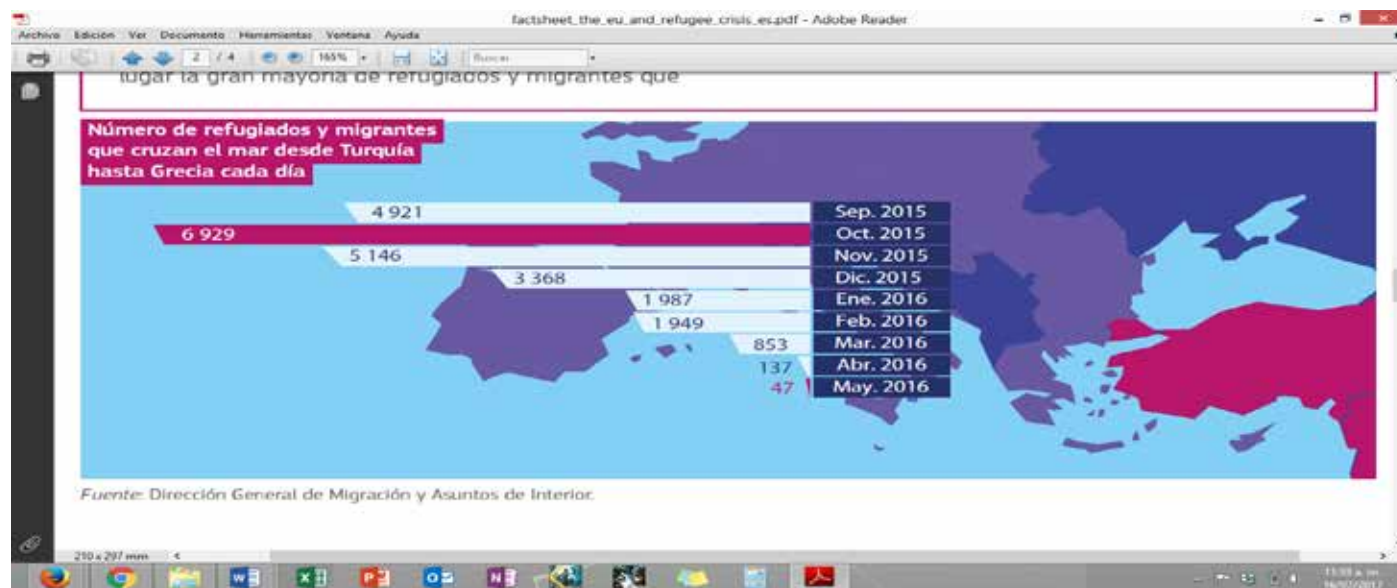 factsheet_the_eu_and_refugee_crisis_es.pdf - Adobe Reader
Archivo Edición Ver Documento Herramientas Ventana Ayuda
2 / 4 165% Buscar
lugar la gran mayoría de refugiados y migrantes que
Número de refugiados y migrantes
que cruzan el mar desde Turquía
hasta Grecia cada día
4 921 Sep. 2015
6 929 Oct. 2015
5 146 Nov. 2015
3 368 Dic. 2015
1 987 Ene. 2016
1 949 Feb. 2016
853 Mar. 2016
137 Abr. 2016
47 May. 2016
Fuente: Dirección General de Migración y Asuntos de Interior.
210 x 297 mm